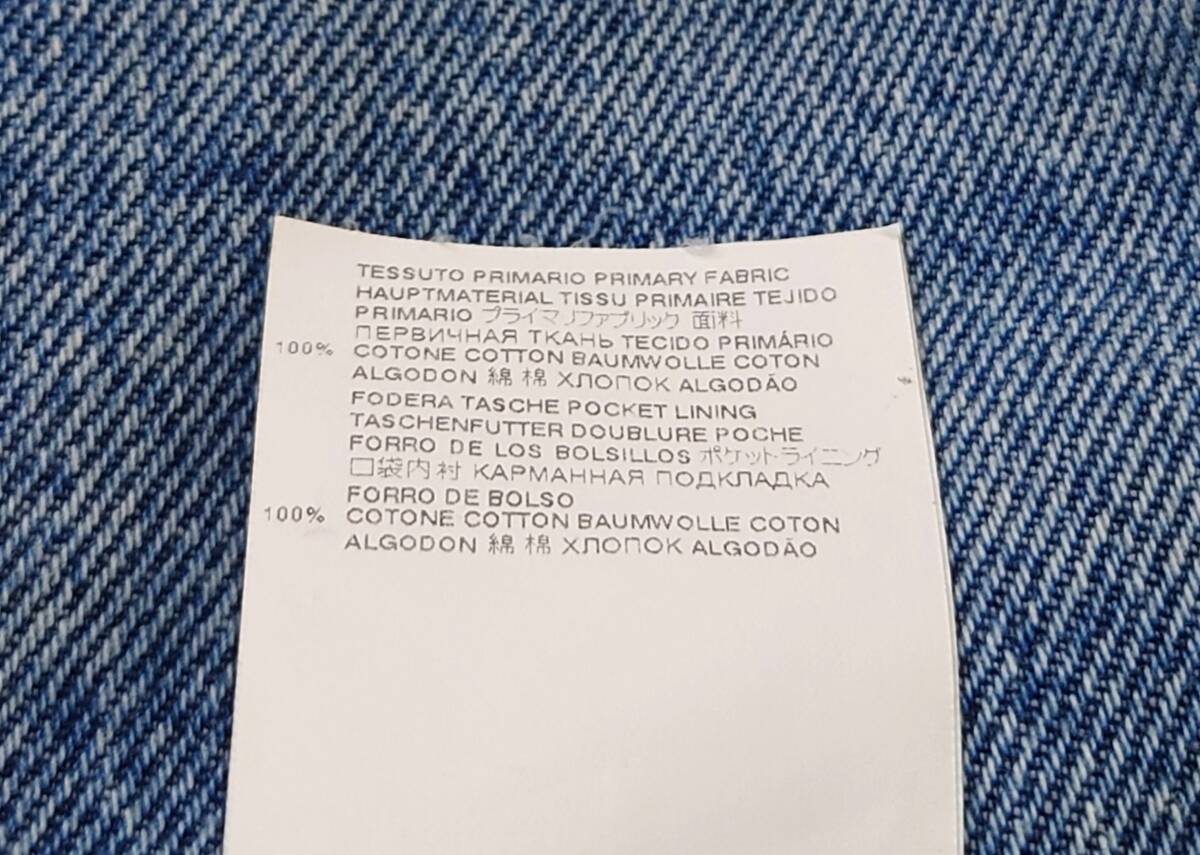 TESSUTO PRIMARIO PRIMARY FABRIC
HAUPTMATERIAL TISSU PRIMAIRE TEJIDO
PRIMARIO プライマリファブリック 面料
ПЕРВИЧНАЯ ТКАНЬ TECIDO PRIMÁRIO
100% COTONE COTTON BAUMWOLLE COTON
ALGODON 綿 棉 ХЛОПОК ALGODÃO
FODERA TASCHE POCKET LINING
TASCHENFUTTER DOUBLURE POCHE
FORRO DE LOS BOLSILLOS ポケットライニング
口袋内衬 КАРМАННАЯ ПОДКЛАДКА
FORRO DE BOLSO
100% COTONE COTTON BAUMWOLLE COTON
ALGODON 綿 棉 ХЛОПОК ALGODÃO